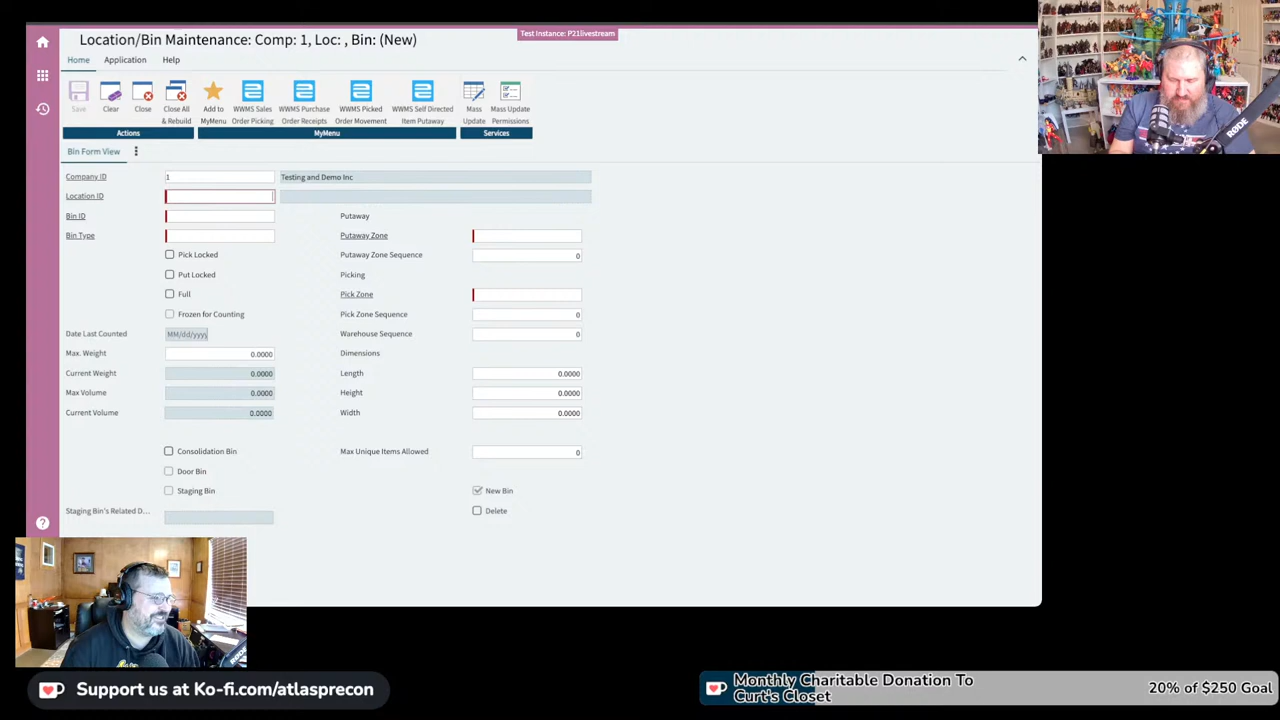 Test Instance: P21livestream
Location/Bin Maintenance: Comp: 1, Loc: , Bin: (New)
Home Application Help
Save
Clear
Close
Close All & Rebuild
Add to MyMenu
WWMS Sales Order Picking
WWMS Purchase Order Receipts
WWMS Picked Order Movement
WWMS Self Directed Item Putaway
Mass Update
Mass Update Permissions
Actions MyMenu Services
Bin Form View
Company ID 1 Testing and Demo Inc
Location ID
Bin ID Putaway
Bin Type Putaway Zone
Pick Locked Putaway Zone Sequence 0
Put Locked Picking
Full Pick Zone
Frozen for Counting Pick Zone Sequence 0
Date Last Counted MM/dd/yyyy Warehouse Sequence 0
Max. Weight 0.0000 Dimensions
Current Weight 0.0000 Length 0.0000
Max Volume 0.0000 Height 0.0000
Current Volume 0.0000 Width 0.0000
Consolidation Bin Max Unique Items Allowed 0
Door Bin
Staging Bin New Bin
Staging Bin's Related D... Delete
RØDE
Support us at Ko-fi.com/atlasprecon
Monthly Charitable Donation To
Curt's Closet
20% of $250 Goal